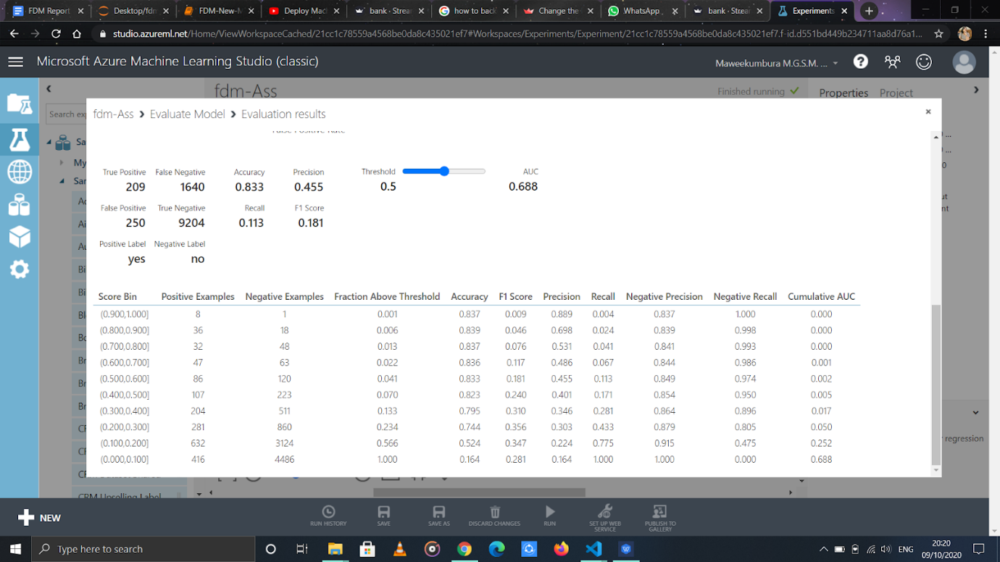 FDM Report
Desktop/fdm
FDM-New-M
Deploy Mac
bank · Strea
how to back
Change the
WhatsApp
bank · Strea
Experiments
studio.azureml.net/Home/ViewWorkspaceCached/21cc1c78559a4568be0da8c435021ef7#Workspaces/Experiments/Experiment/21cc1c78559a4568be0da8c435021ef7.f-id.d551bd449b234711aa8d76a1...
Microsoft Azure Machine Learning Studio (classic)
Maweekumbura M.G.S.M. ...
fdm-Ass
Finished running
Properties Project
Search exp
fdm-Ass > Evaluate Model > Evaluation results
False Positive Rate
Sa
My
Sar
True Positive False Negative Accuracy Precision Threshold AUC
209 1640 0.833 0.455 0.5 0.688
False Positive True Negative Recall F1 Score
250 9204 0.113 0.181
Positive Label Negative Label
yes no
Score Bin Positive Examples Negative Examples Fraction Above Threshold Accuracy F1 Score Precision Recall Negative Precision Negative Recall Cumulative AUC
(0.900,1.000] 8 1 0.001 0.837 0.009 0.889 0.004 0.837 1.000 0.000
(0.800,0.900] 36 18 0.006 0.839 0.046 0.698 0.024 0.839 0.998 0.000
(0.700,0.800] 32 48 0.013 0.837 0.076 0.531 0.041 0.841 0.993 0.000
(0.600,0.700] 47 63 0.022 0.836 0.117 0.486 0.067 0.844 0.986 0.001
(0.500,0.600] 86 120 0.041 0.833 0.181 0.455 0.113 0.849 0.974 0.002
(0.400,0.500] 107 223 0.070 0.823 0.240 0.401 0.171 0.854 0.950 0.005
(0.300,0.400] 204 511 0.133 0.795 0.310 0.346 0.281 0.864 0.896 0.017
(0.200,0.300] 281 860 0.234 0.744 0.356 0.303 0.433 0.879 0.805 0.050
(0.100,0.200] 632 3124 0.566 0.524 0.347 0.224 0.775 0.915 0.475 0.252
(0.000,0.100] 416 4486 1.000 0.164 0.281 0.164 1.000 1.000 0.000 0.688
regression
CRM Upselling Label
NEW
RUN HISTORY
SAVE
SAVE AS
DISCARD CHANGES
RUN
SET UP WEB
SERVICE
PUBLISH TO
GALLERY
Type here to search
ENG
20:20
09/10/2020